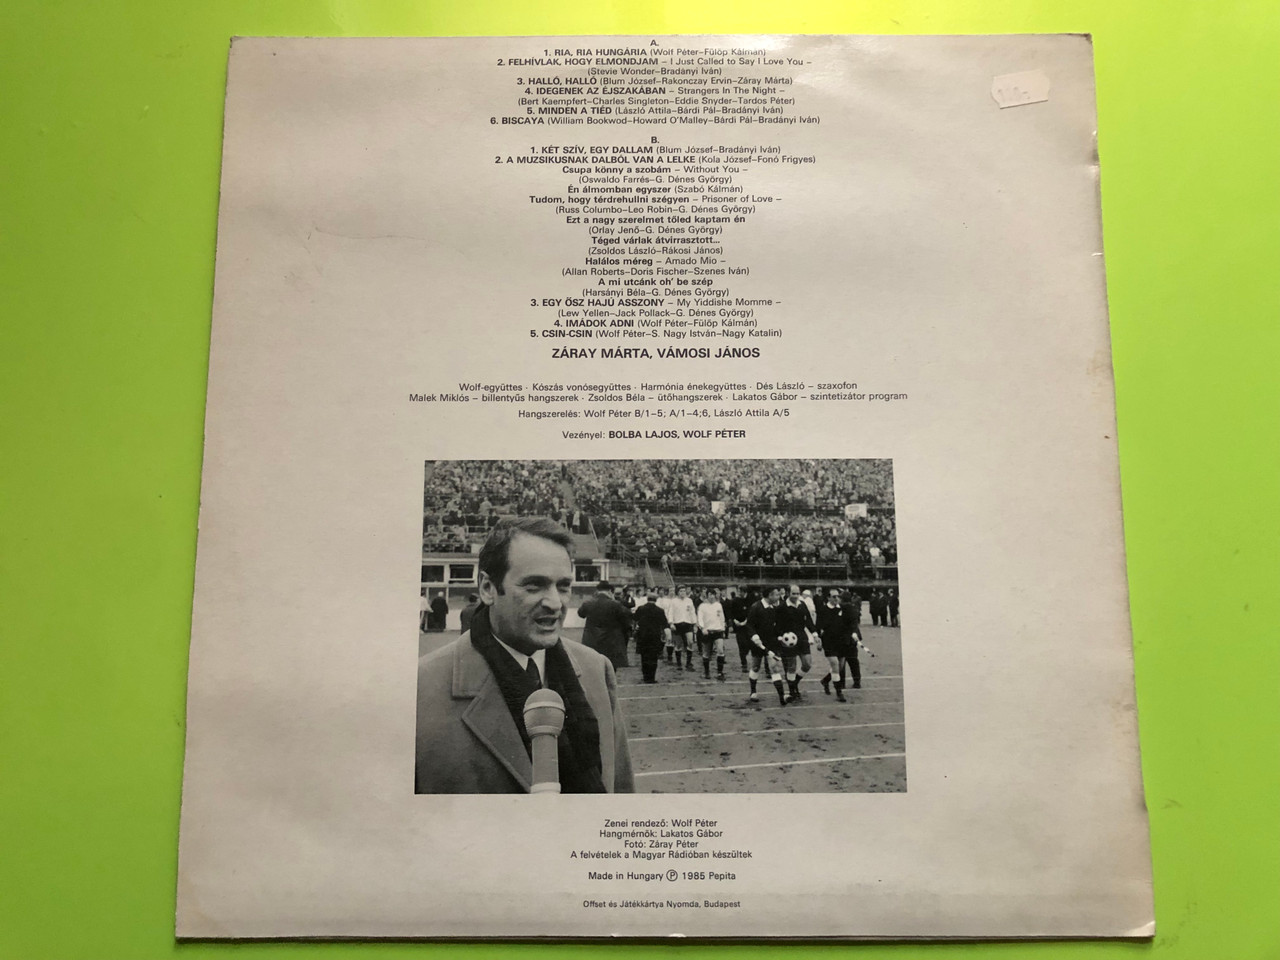 A.
1. RIA, RIA HUNGÁRIA (Wolf Péter–Fülöp Kálmán)
2. FELHÍVLAK, HOGY ELMONDJAM – I Just Called to Say I Love You –
(Stevie Wonder–Bradányi Iván)
3. HALLÓ, HALLÓ (Blum József–Rakonczay Ervin–Záray Márta)
4. IDEGENEK AZ ÉJSZAKÁBAN – Strangers In The Night –
(Bert Kaempfert–Charles Singleton–Eddie Snyder–Tardos Péter)
5. MINDEN A TIÉD (László Attila–Bárdi Pál–Bradányi Iván)
6. BISCAYA (William Bookwod–Howard O'Malley–Bárdi Pál–Bradányi Iván)
B.
1. KÉT SZÍV, EGY DALLAM (Blum József–Bradányi Iván)
2. A MUZSIKUSNAK DALBÓL VAN A LELKE (Kola József–Fonó Frigyes)
Csupa könny a szobám – Without You –
(Oswaldo Farrés–G. Dénes György)
Én álmomban egyszer (Szabó Kálmán)
Tudom, hogy térdrehullni szégyen – Prisoner of Love –
(Russ Columbo–Leo Robin–G. Dénes György)
Ezt a nagy szerelmet tőled kaptam én
(Orlay Jenő–G. Dénes György)
Téged várlak átvirrasztott...
(Zsoldos László–Rákosi János)
Halálos méreg – Amado Mio –
(Allan Roberts–Doris Fischer–Szenes Iván)
A mi utcánk oh' be szép
(Harsányi Béla–G. Dénes György)
3. EGY ŐSZ HAJÚ ASSZONY – My Yiddishe Momme –
(Lew Yellen–Jack Pollack–G. Dénes György)
4. IMÁDOK ADNI (Wolf Péter–Fülöp Kálmán)
5. CSIN-CSIN (Wolf Péter–S. Nagy István–Nagy Katalin)
ZÁRAY MÁRTA, VÁMOSI JÁNOS
Wolf-együttes · Kószás vonósegyüttes · Harmónia énekegyüttes · Dés László – szaxofon
Malek Miklós – billentyűs hangszerek · Zsoldos Béla – ütőhangszerek · Lakatos Gábor – szintetizátor program
Hangszerelés: Wolf Péter B/1–5; A/1–4;6, László Attila A/5
Vezényel: BOLBA LAJOS, WOLF PÉTER
Zenei rendező: Wolf Péter
Hangmérnök: Lakatos Gábor
Fotó: Záray Péter
A felvételek a Magyar Rádióban készültek
Made in Hungary Ⓟ 1985 Pepita
Offset és Játékkártya Nyomda, Budapest